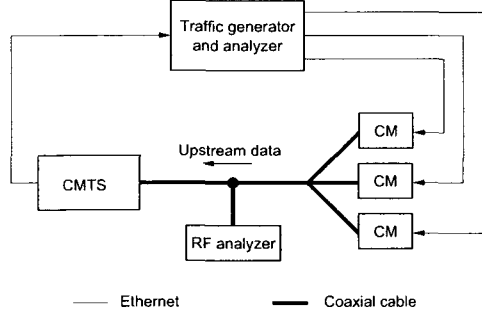 Traffic generator
and analyzer
CM
Upstream data
CMTS
CM
CM
RF analyzer
Ethernet
Coaxial cable